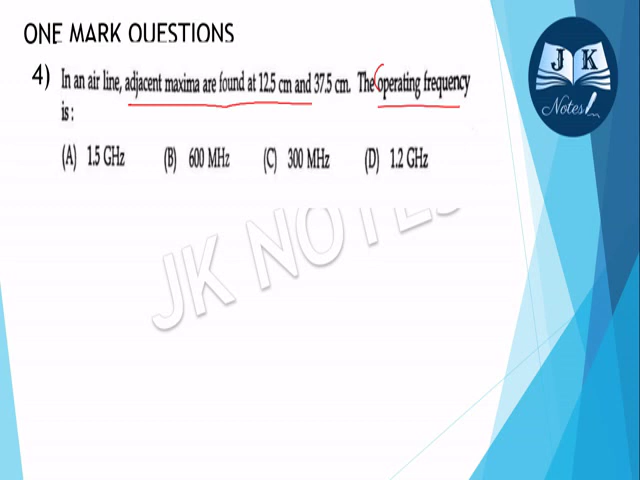 ONE MARK QUESTIONS
4) In an air line, adjacent maxima are found at 12.5 cm and 37.5 cm. The operating frequency
is :
(A) 1.5 GHz (B) 600 MHz (C) 300 MHz (D) 1.2 GHz
J K
Notes
JK NOTES